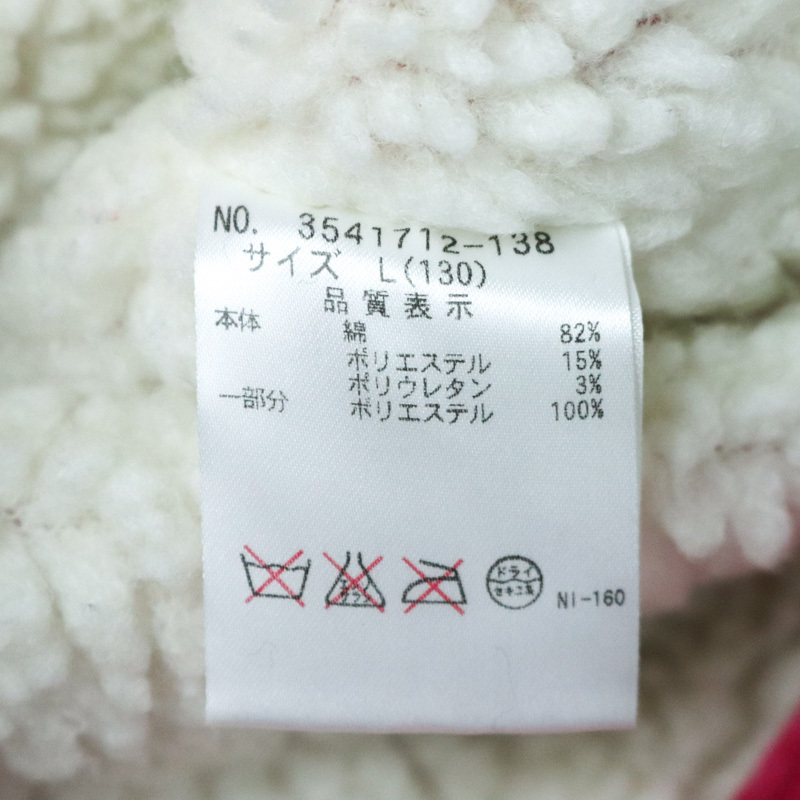 NO. 3541712-138
サイズ L(130)
品質表示
本体 綿 82%
ポリエステル 15%
ポリウレタン 3%
一部分 ポリエステル 100%
ドライ
セキユ系
NI-160